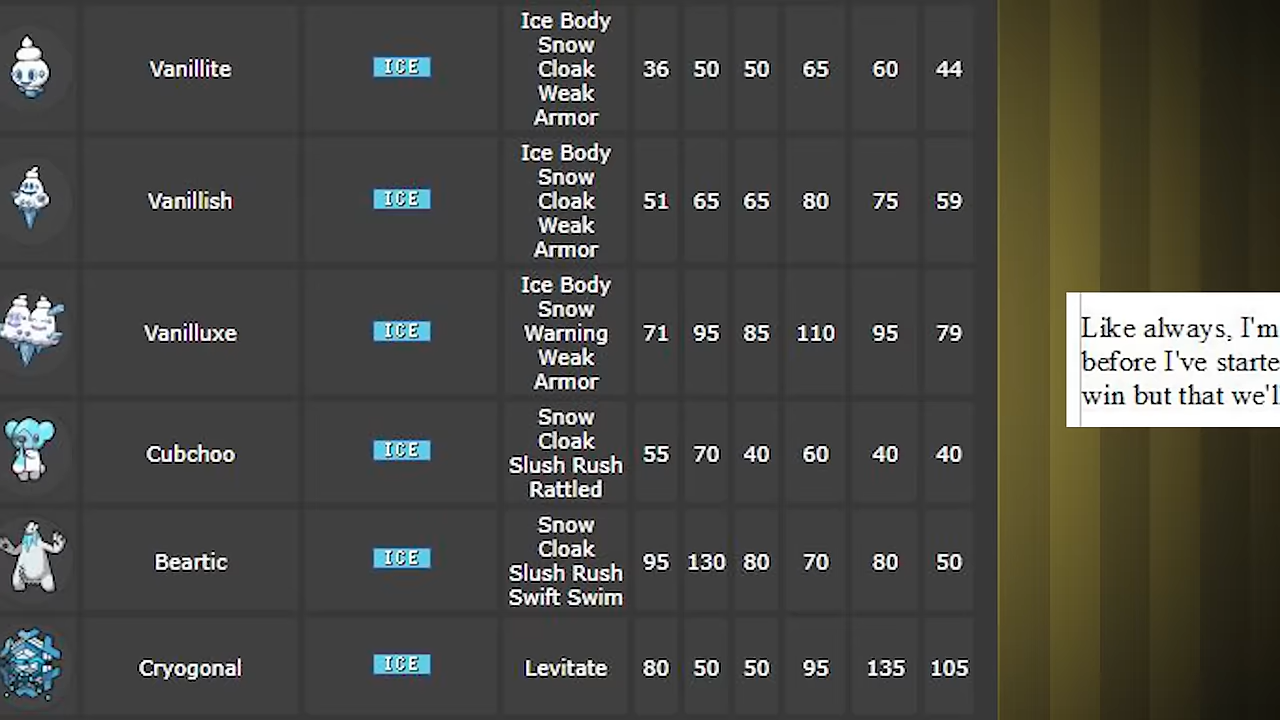 Ice Body
Snow
Cloak
Weak
Armor
Vanillite ICE 36 50 50 65 60 44
Ice Body
Snow
Cloak
Weak
Armor
Vanillish ICE 51 65 65 80 75 59
Ice Body
Snow
Warning
Weak
Armor
Vanilluxe ICE 71 95 85 110 95 79
Snow
Cloak
Slush Rush
Rattled
Cubchoo ICE 55 70 40 60 40 40
Snow
Cloak
Slush Rush
Swift Swim
Beartic ICE 95 130 80 70 80 50
Cryogonal ICE Levitate 80 50 50 95 135 105
Like always, I'm
before I've starte
win but that we'l